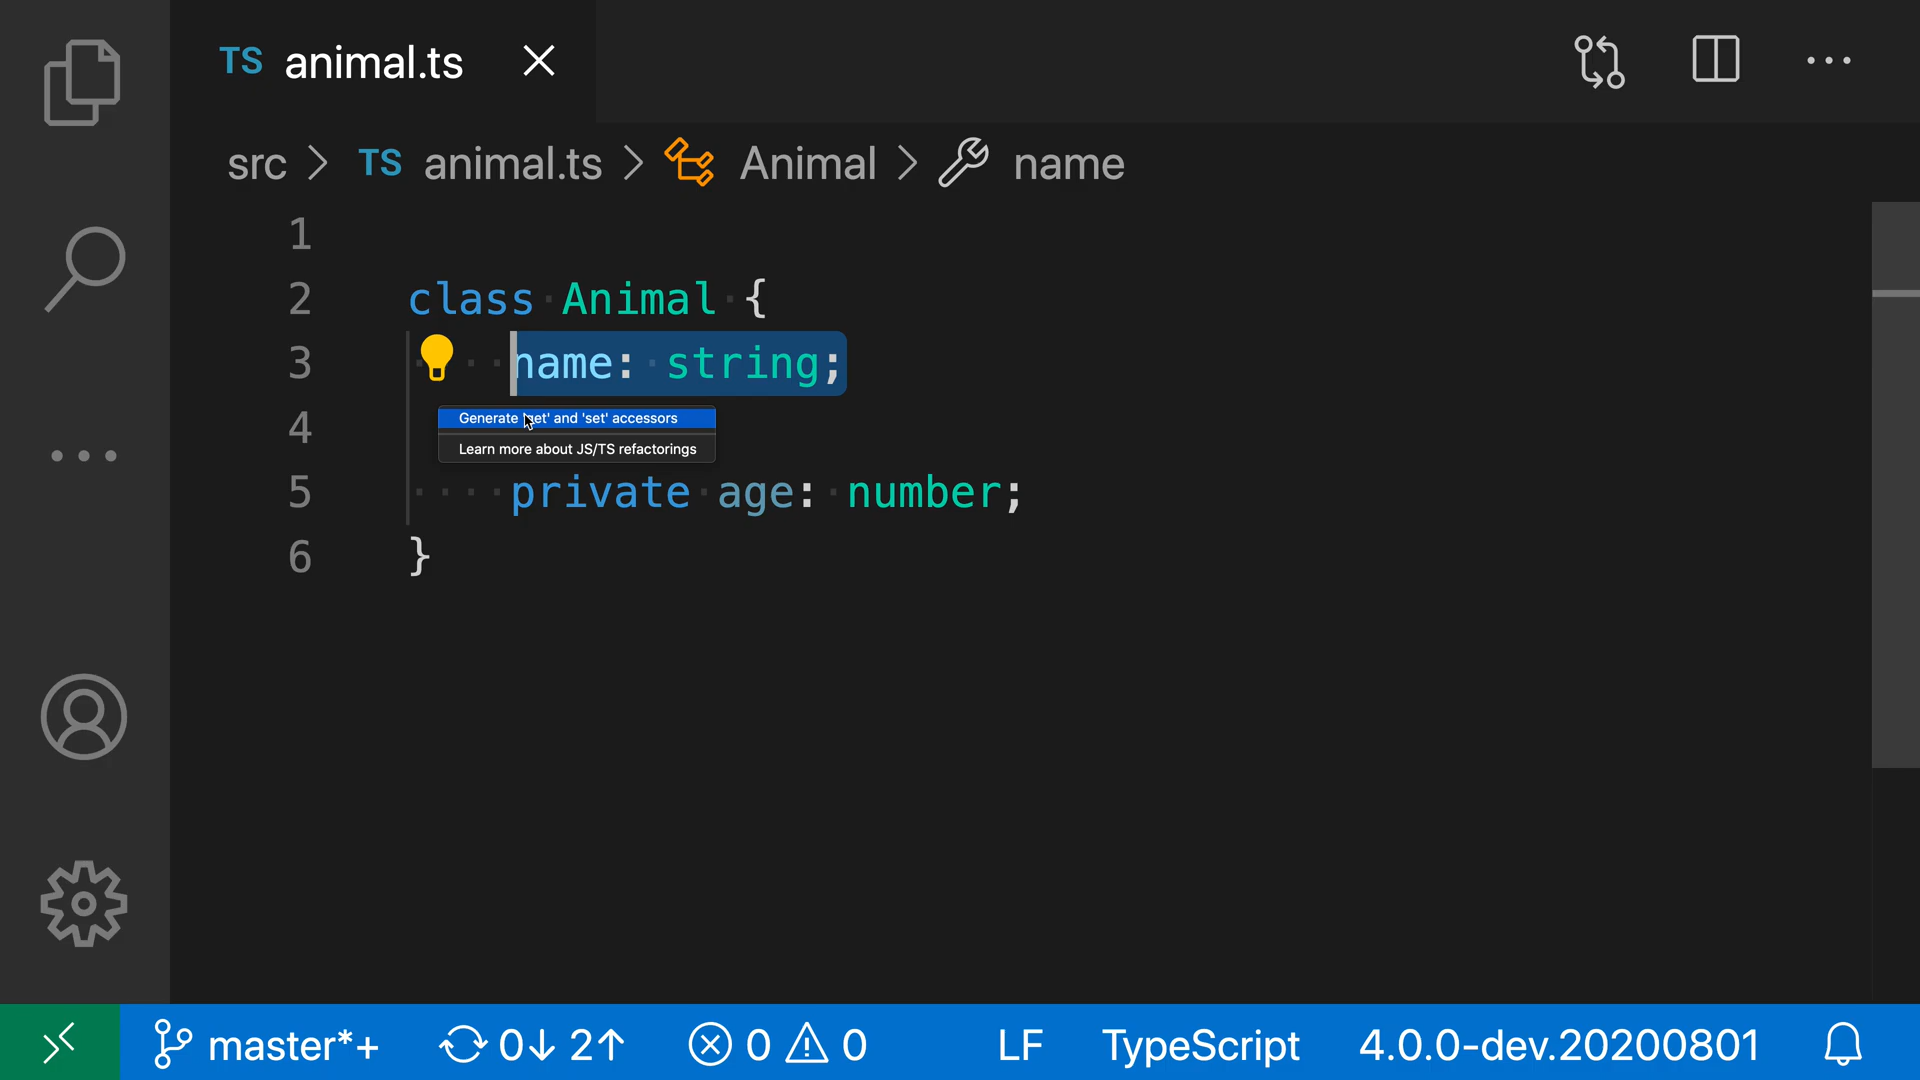 TS animal.ts
src > TS animal.ts > Animal > name
1
2 class Animal {
3 name: string;
4
Generate 'get' and 'set' accessors
Learn more about JS/TS refactorings
5 private age: number;
6 }
master*+ 0↓ 2↑ 0 0 LF TypeScript 4.0.0-dev.20200801